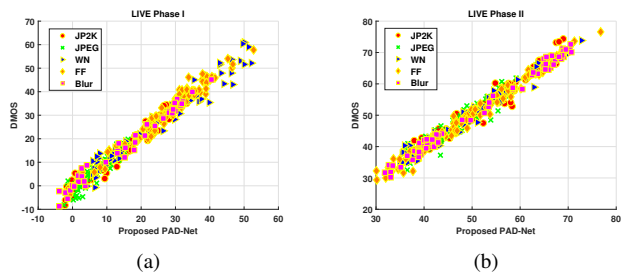 LIVE Phase I
DMOS
70
60
50
40
30
20
10
0
-10
-10 0 10 20 30 40 50 60
JP2K
JPEG
WN
FF
Blur
Proposed PAD-Net
(a)
LIVE Phase II
DMOS
80
70
60
50
40
30
20
30 40 50 60 70 80
JP2K
JPEG
WN
FF
Blur
Proposed PAD-Net
(b)